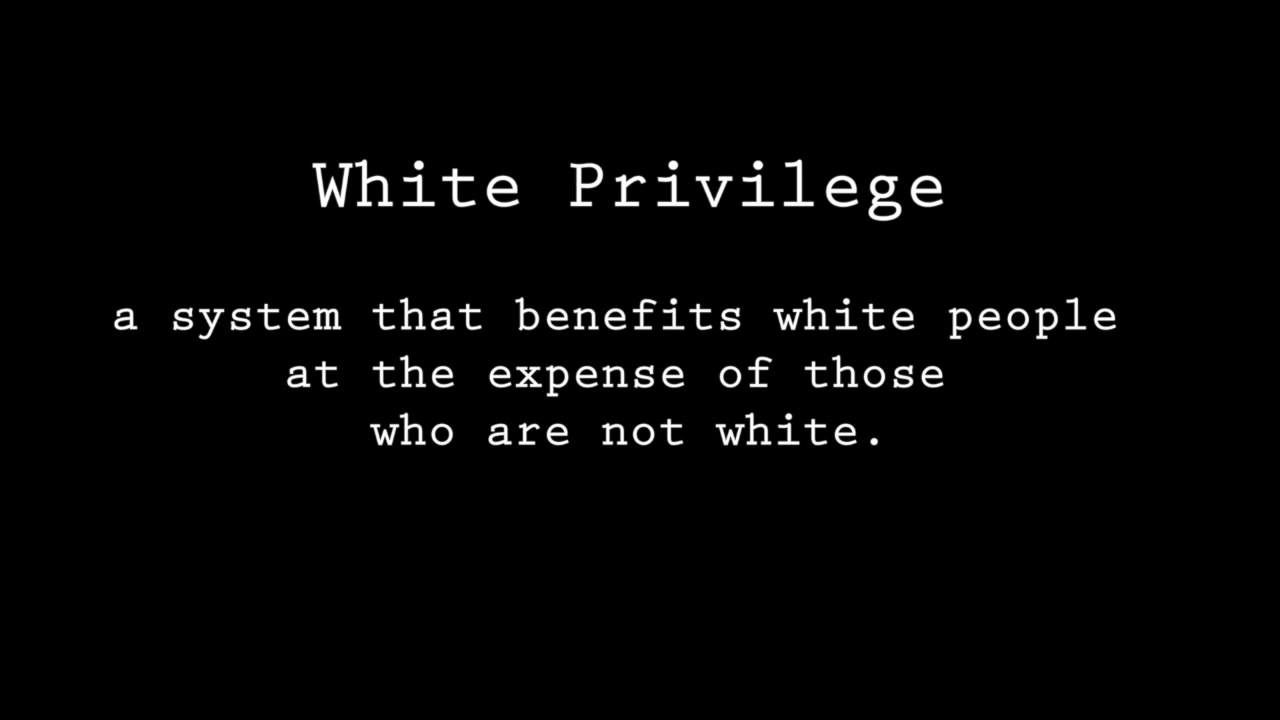 White Privilege
a system that benefits white people
at the expense of those
who are not white.